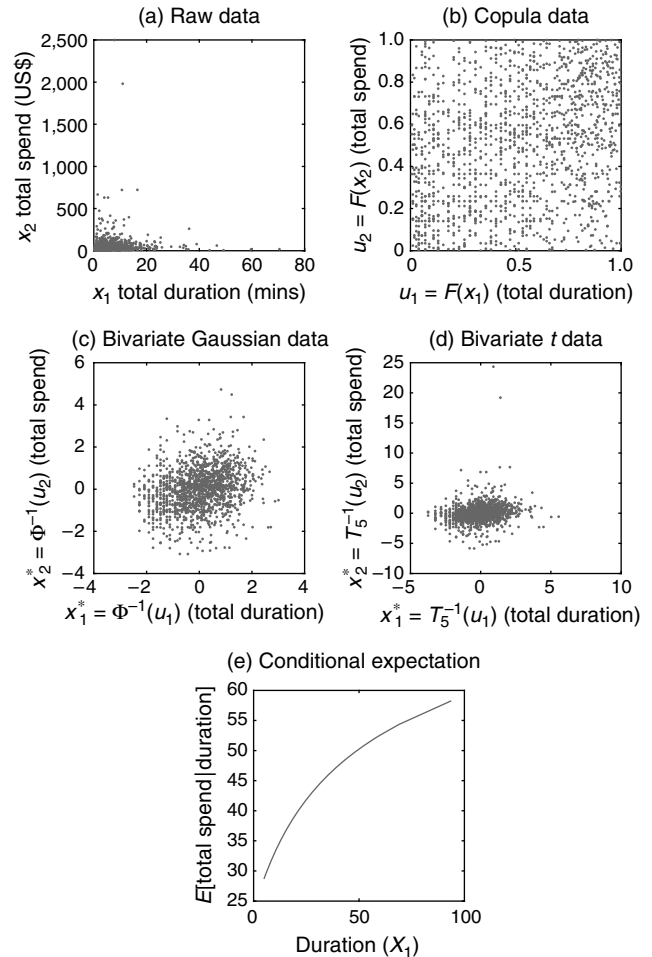 (a) Raw data
x2 total spend (US$)
2,500
2,000
1,500
1,000
500
0
0 20 40 60 80
x1 total duration (mins)
(b) Copula data
u2 = F(x2) (total spend)
1.0
0.8
0.6
0.4
0.2
0
0 0.5 1.0
u1 = F(x1) (total duration)
(c) Bivariate Gaussian data
x*2 = Φ−1(u2) (total spend)
6
4
2
0
−2
−4
−4 −2 0 2 4
x*1 = Φ−1(u1) (total duration)
(d) Bivariate t data
x*2 = T5−1(u2) (total spend)
25
20
15
10
5
0
−5
−10
−5 0 5 10
x*1 = T5−1(u1) (total duration)
(e) Conditional expectation
E[total spend|duration]
60
55
50
45
40
35
30
25
0 50 100
Duration (X1)